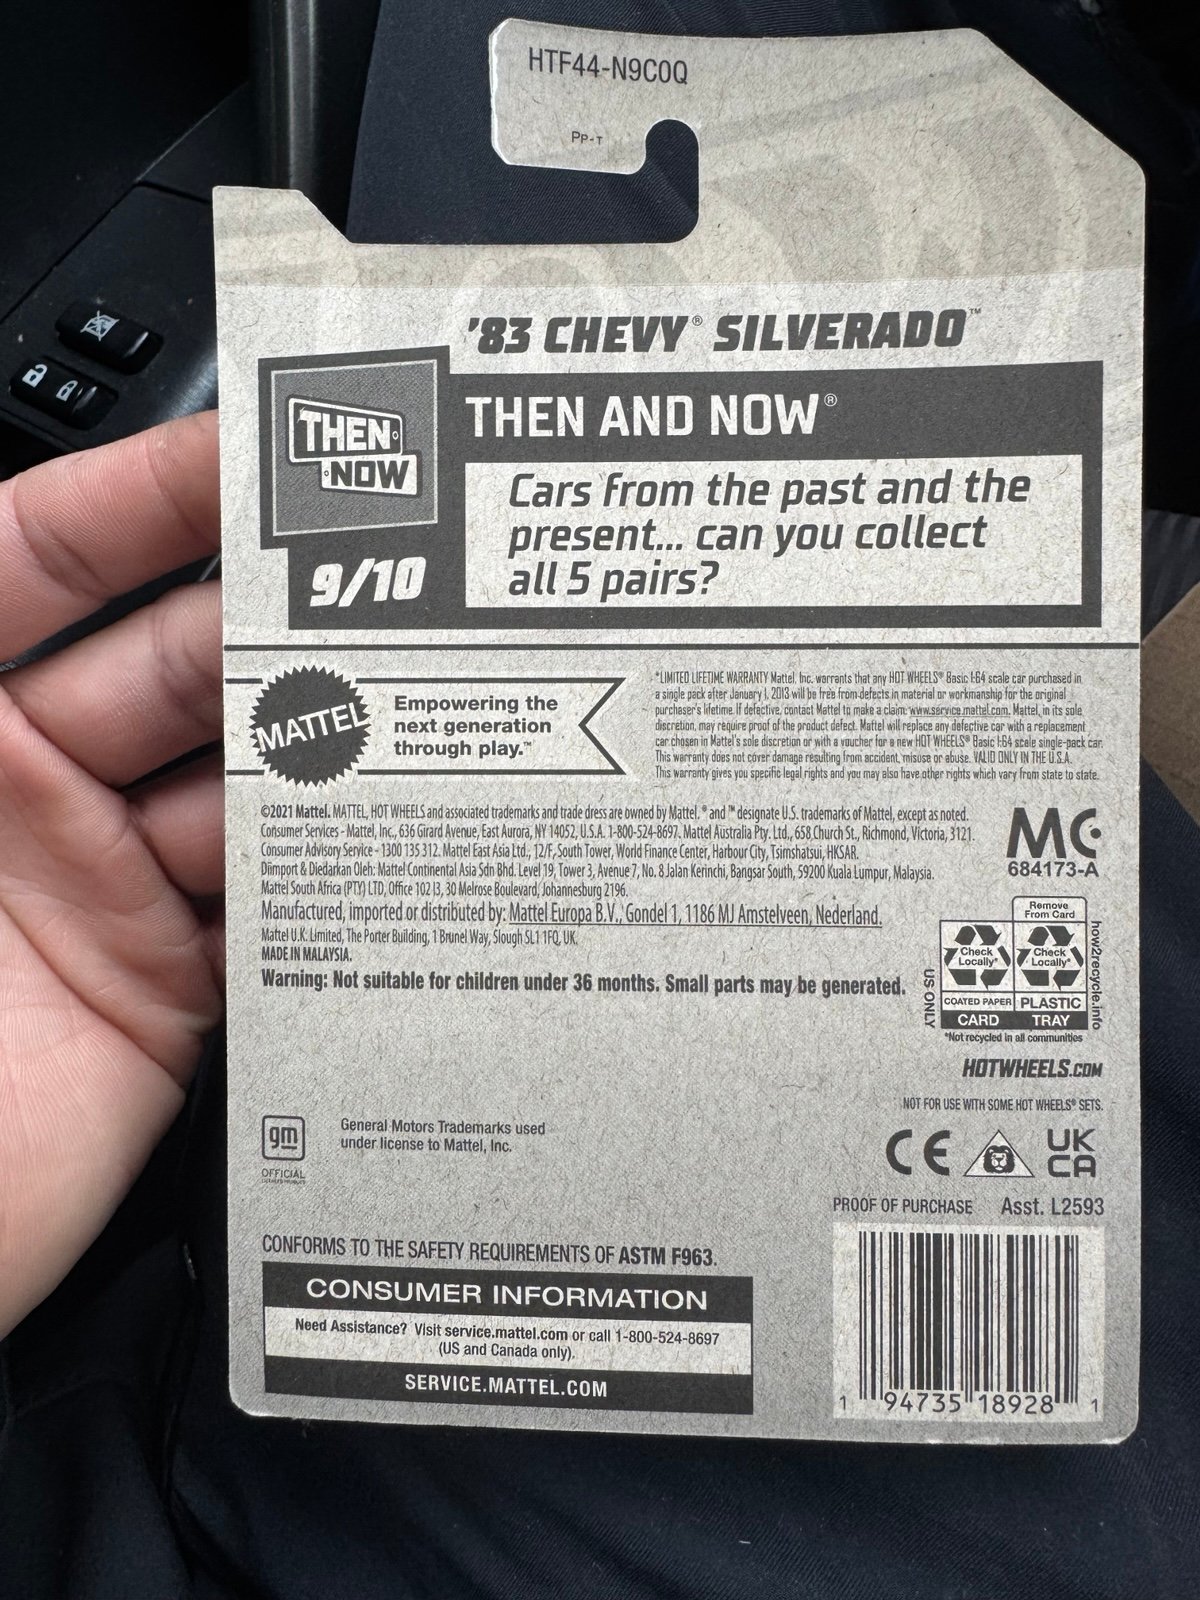 HTF44-N9C0Q
PP-T
'83 CHEVY® SILVERADO™
THEN AND NOW®
THEN
NOW
9/10
Cars from the past and the
present... can you collect
all 5 pairs?
MATTEL
Empowering the
next generation
through play.™
*LIMITED LIFETIME WARRANTY Mattel, Inc. warrants that any HOT WHEELS® Basic 1:64 scale car purchased in
a single pack after January 1, 2013 will be free from defects in material or workmanship for the original
purchaser's lifetime. If defective, contact Mattel to make a claim: www.service.mattel.com. Mattel, in its sole
discretion, may require proof of the product defect. Mattel will replace any defective car with a replacement
car chosen in Mattel's sole discretion or with a voucher for a new HOT WHEELS® Basic 1:64 scale single-pack car.
This warranty does not cover damage resulting from accident, misuse or abuse. VALID ONLY IN THE U.S.A.
This warranty gives you specific legal rights and you may also have other rights which vary from state to state.
©2021 Mattel. MATTEL, HOT WHEELS and associated trademarks and trade dress are owned by Mattel. ® and ™ designate U.S. trademarks of Mattel, except as noted.
Consumer Services - Mattel, Inc., 636 Girard Avenue, East Aurora, NY 14052, U.S.A. 1-800-524-8697. Mattel Australia Pty. Ltd., 658 Church St., Richmond, Victoria, 3121.
Consumer Advisory Service - 1300 135 312. Mattel East Asia Ltd., 12/F, South Tower, World Finance Center, Harbour City, Tsimshatsui, HKSAR.
Diimport & Diedarkan Oleh: Mattel Continental Asia Sdn Bhd. Level 19, Tower 3, Avenue 7, No. 8 Jalan Kerinchi, Bangsar South, 59200 Kuala Lumpur, Malaysia.
Mattel South Africa (PTY) LTD, Office 102 I3, 30 Melrose Boulevard, Johannesburg 2196.
Manufactured, imported or distributed by: Mattel Europa B.V., Gondel 1, 1186 MJ Amstelveen, Nederland.
Mattel U.K. Limited, The Porter Building, 1 Brunel Way, Slough SL1 1FQ, UK.
MADE IN MALAYSIA.
Warning: Not suitable for children under 36 months. Small parts may be generated.
MC
684173-A
Remove
From Card
Check
Locally*
Check
Locally*
COATED PAPER
PLASTIC
CARD
TRAY
US ONLY
how2recycle.info
*Not recycled in all communities
HOTWHEELS.COM
NOT FOR USE WITH SOME HOT WHEELS® SETS.
gm
OFFICIAL
LICENSED PRODUCT
General Motors Trademarks used
under license to Mattel, Inc.
CE
UK
CA
PROOF OF PURCHASE Asst. L2593
CONFORMS TO THE SAFETY REQUIREMENTS OF ASTM F963.
CONSUMER INFORMATION
Need Assistance? Visit service.mattel.com or call 1-800-524-8697
(US and Canada only).
SERVICE.MATTEL.COM
1 94735 18928 1